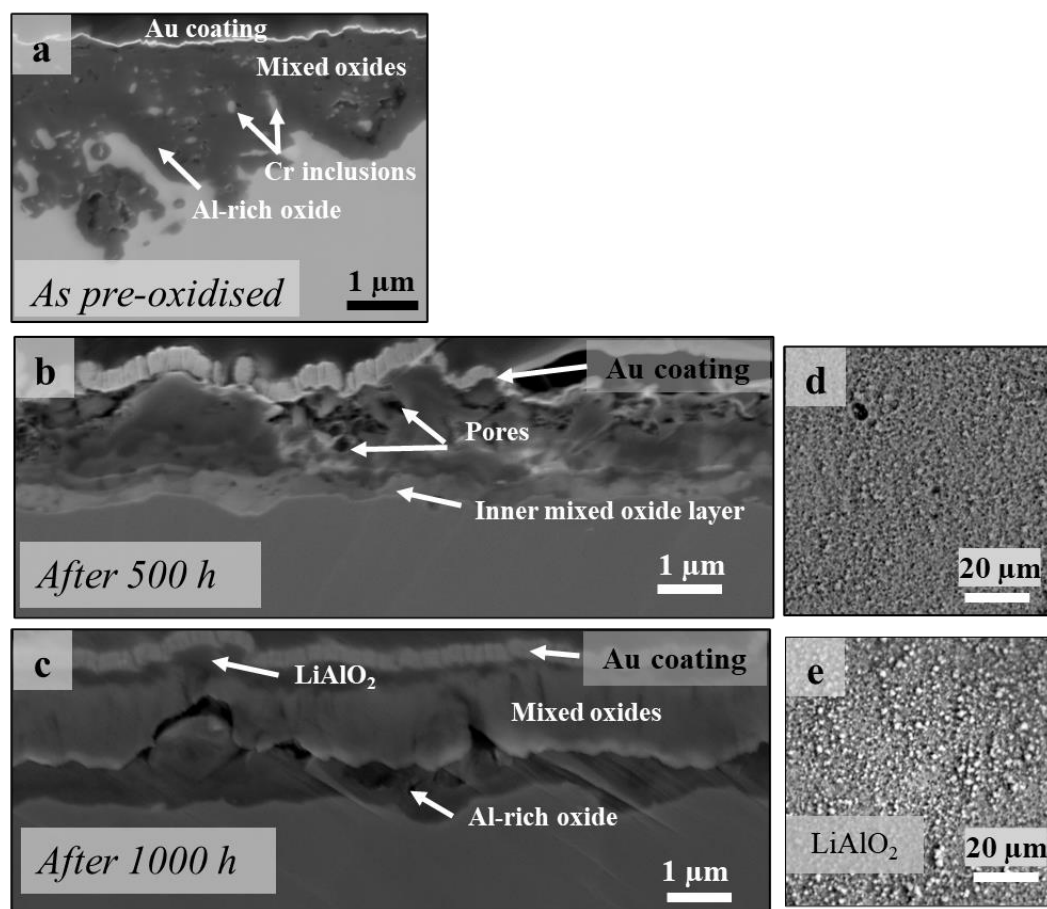 a
Au coating
Mixed oxides
Cr inclusions
Al-rich oxide
As pre-oxidised
1 µm
b
Au coating
Pores
Inner mixed oxide layer
After 500 h
1 µm
d
20 µm
c
LiAlO₂
Au coating
Mixed oxides
Al-rich oxide
After 1000 h
1 µm
e
LiAlO₂
20 µm